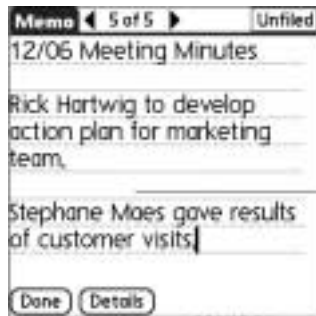 Memo 5 of 5 Unfiled
12/06 Meeting Minutes
Rick Hartwig to develop
action plan for marketing
team,
Stephane Maes gave results
of customer visits,
Done Details